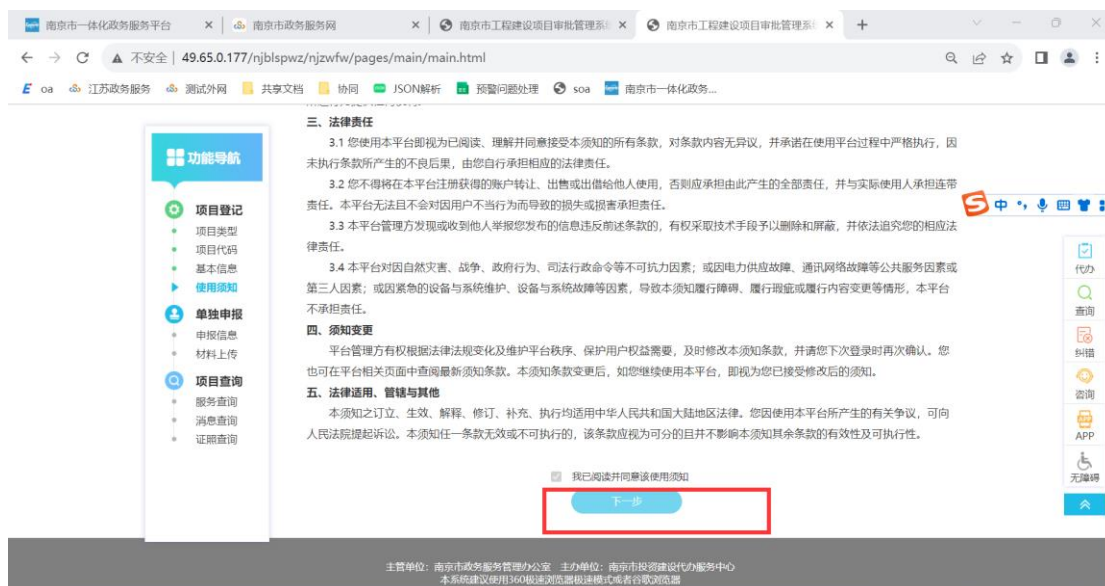 南京市一体化政务服务平台
南京市政务服务网
南京市工程建设项目审批管理系
南京市工程建设项目审批管理系
不安全 | 49.65.0.177/njblspwz/njzwfw/pages/main/main.html
oa 江苏政务服务 测试外网 共享文档 协同 JSON解析 预警问题处理 soa 南京市一体化政务...
功能导航
项目登记
项目类型
项目代码
基本信息
使用须知
单独申报
申报信息
材料上传
项目查询
服务查询
消息查询
证照查询
三、法律责任
3.1 您使用本平台即视为已阅读、理解并同意接受本须知的所有条款，对条款内容无异议，并承诺在使用平台过程中严格执行，因
未执行条款所产生的不良后果，由您自行承担相应的法律责任。
3.2 您不得将在本平台注册获得的账户转让、出售或出借给他人使用，否则应承担由此产生的全部责任，并与实际使用人承担连带
责任。本平台无法且不会对因用户不当行为而导致的损失或损害承担责任。
3.3 本平台管理方发现或收到他人举报您发布的信息违反前述条款的，有权采取技术手段予以删除和屏蔽，并依法追究您的相应法
律责任。
3.4 本平台对因自然灾害、战争、政府行为、司法行政命令等不可抗力因素；或因电力供应故障、通讯网络故障等公共服务因素或
第三人因素；或因紧急的设备与系统维护、设备与系统故障等因素，导致本须知履行障碍、履行瑕疵或履行内容变更等情形，本平台
不承担责任。
四、须知变更
平台管理方有权根据法律法规变化及维护平台秩序、保护用户权益需要，及时修改本须知条款，并请您下次登录时再次确认。您
也可在平台相关页面中查阅最新须知条款。本须知条款变更后，如您继续使用本平台，即视为您已接受修改后的须知。
五、法律适用、管辖与其他
本须知之订立、生效、解释、修订、补充、执行均适用中华人民共和国大陆地区法律。您因使用本平台所产生的有关争议，可向
人民法院提起诉讼。本须知任一条款无效或不可执行的，该条款应视为可分的且并不影响本须知其余条款的有效性及可执行性。
我已阅读并同意该使用须知
下一步
中
代办
查询
纠错
咨询
APP
无障碍
主管单位：南京市政务服务管理办公室 主办单位：南京市投资建设代办服务中心
本系统建议使用360极速浏览器极速模式或者谷歌浏览器